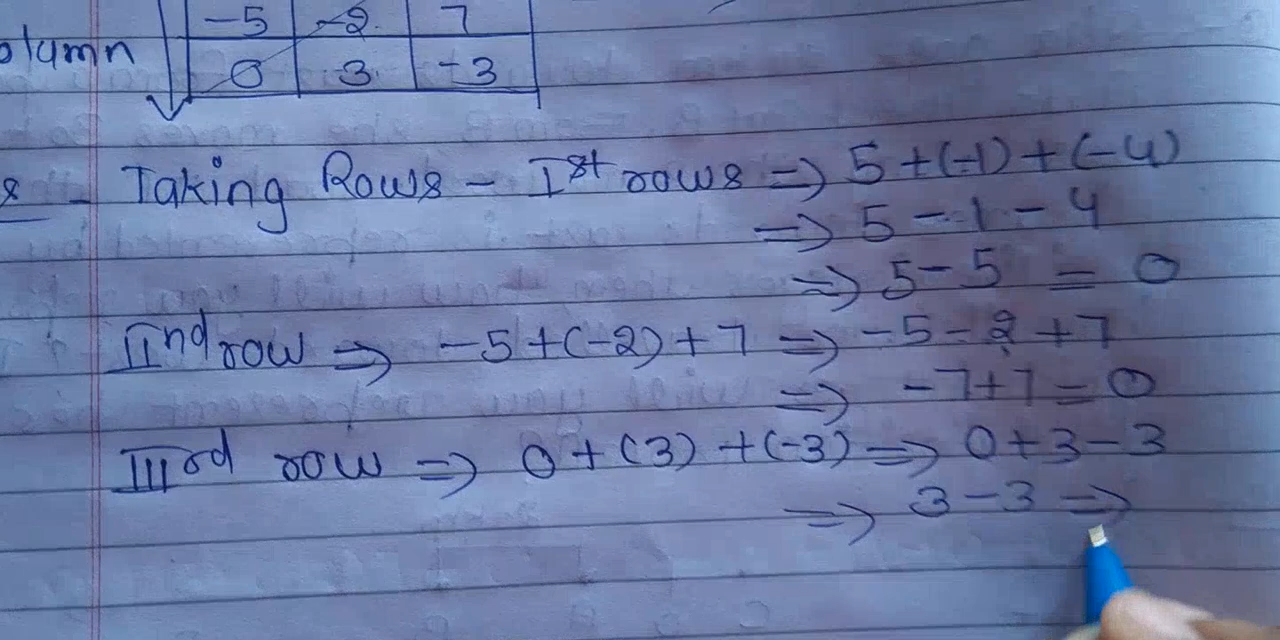 -5 -2 7
olumn
0 3 -3
s - Taking Rows - Ist rows => 5 + (-1) + (-4)
=> 5 - 1 - 4
=> 5 - 5 = 0
IInd row => -5 + (-2) + 7 => -5 - 2 + 7
=> -7 + 7 = 0
IIIrd row => 0 + (3) + (-3) => 0 + 3 - 3
=> 3 - 3 =>